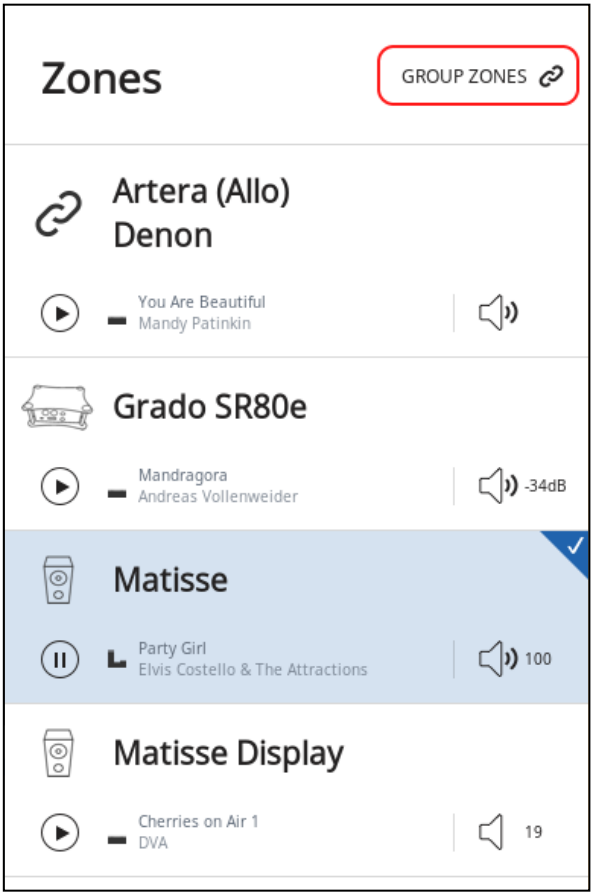 Zones
GROUP ZONES
Artera (Allo)
Denon
You Are Beautiful
Mandy Patinkin
Grado SR80e
Mandragora
Andreas Vollenweider
-34dB
Matisse
Party Girl
Elvis Costello & The Attractions
100
Matisse Display
Cherries on Air 1
DVA
19